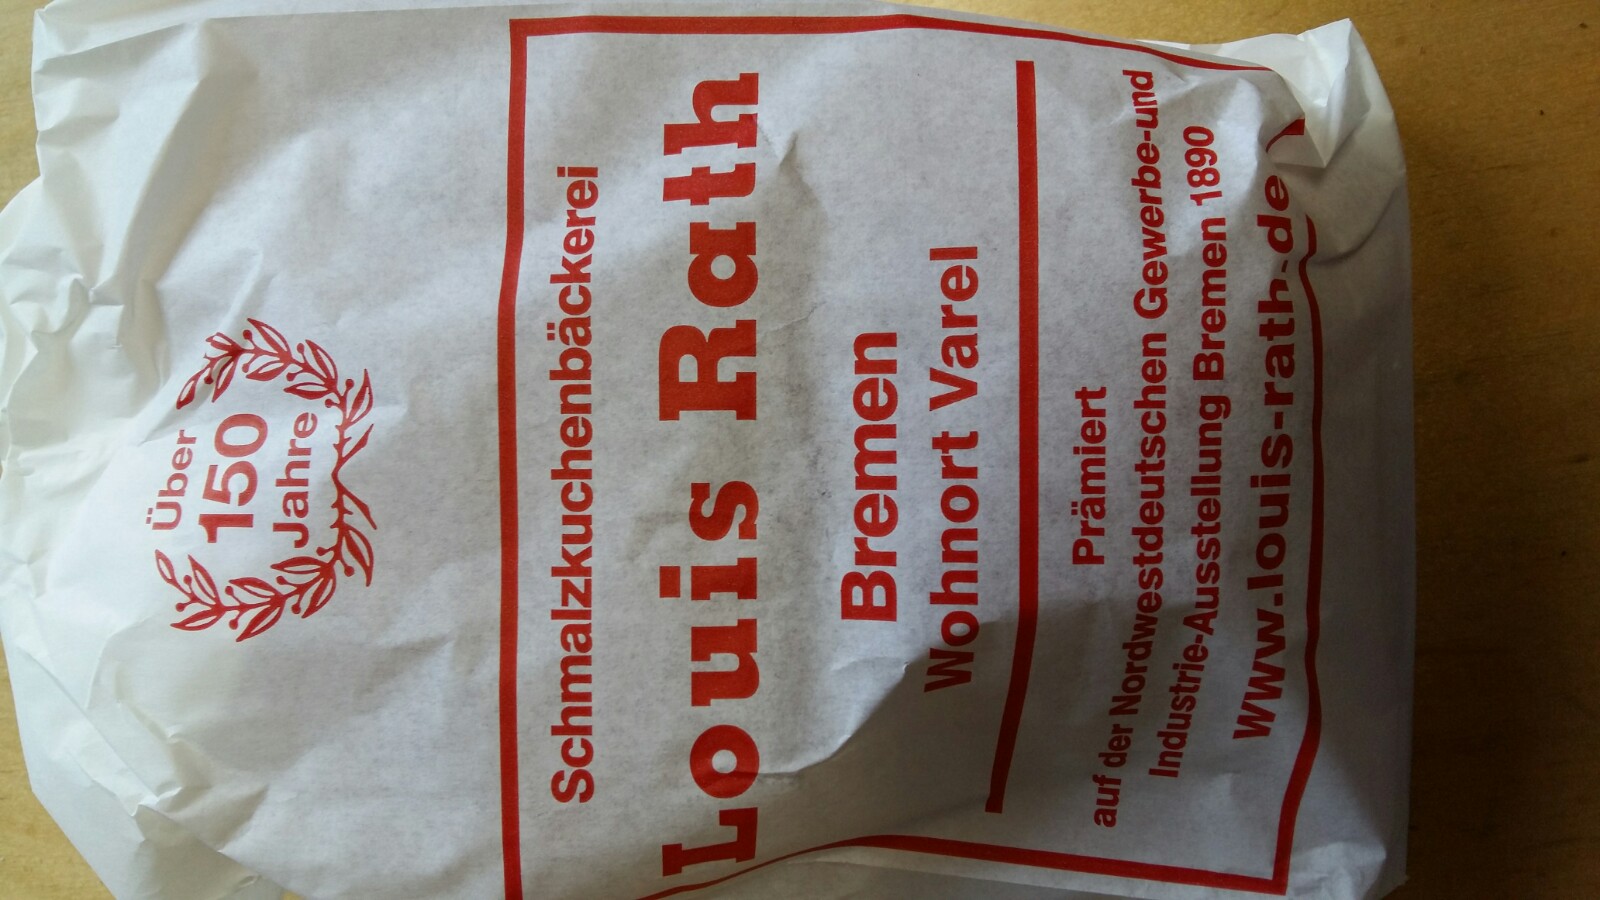 Über
150
Jahre
Schmalzkuchenbäckerei
Louis Rath
Bremen
Wohnort Varel
Prämiert
auf der Nordwestdeutschen Gewerbe-und
Industrie-Ausstellung Bremen 1890
www.louis-rath.de